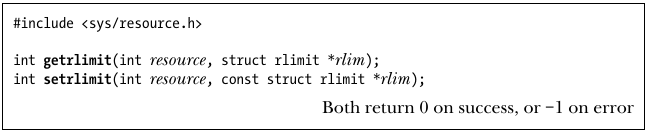 #include <sys/resource.h>
int getrlimit(int resource, struct rlimit *rlim);
int setrlimit(int resource, const struct rlimit *rlim);
Both return 0 on success, or −1 on error